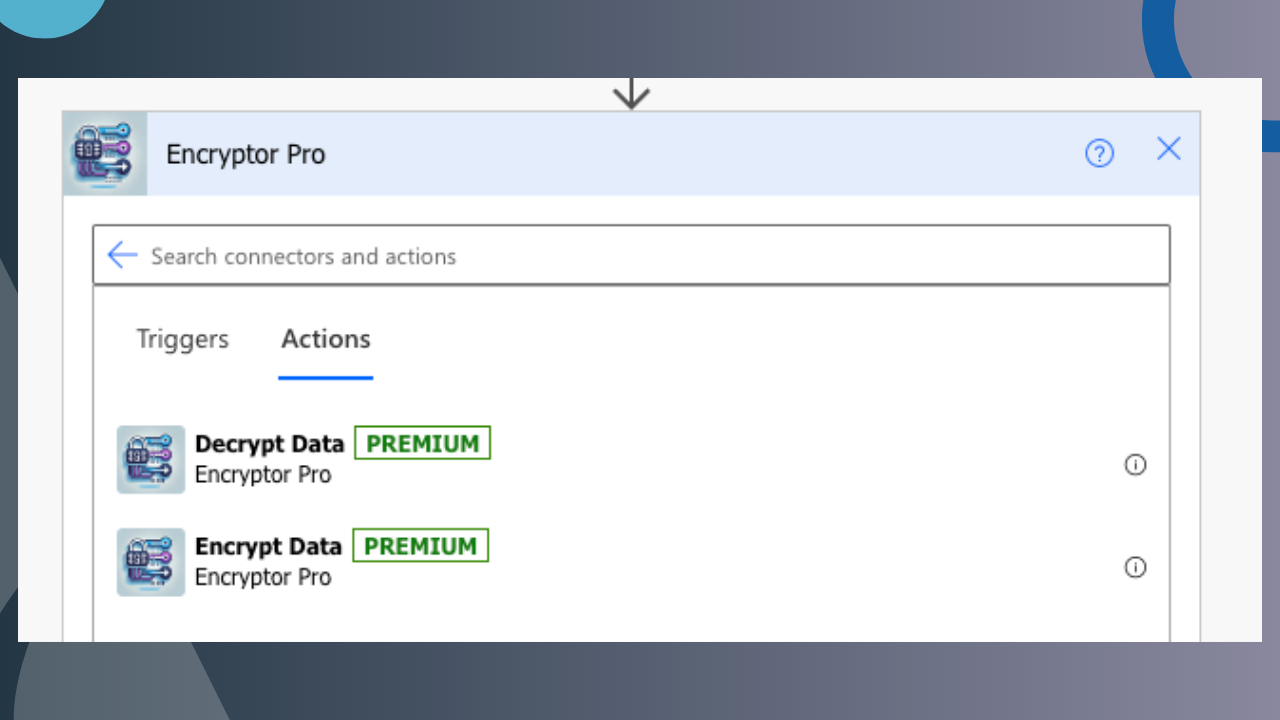 Encryptor Pro
Search connectors and actions
Triggers Actions
Decrypt Data PREMIUM
Encryptor Pro
Encrypt Data PREMIUM
Encryptor Pro